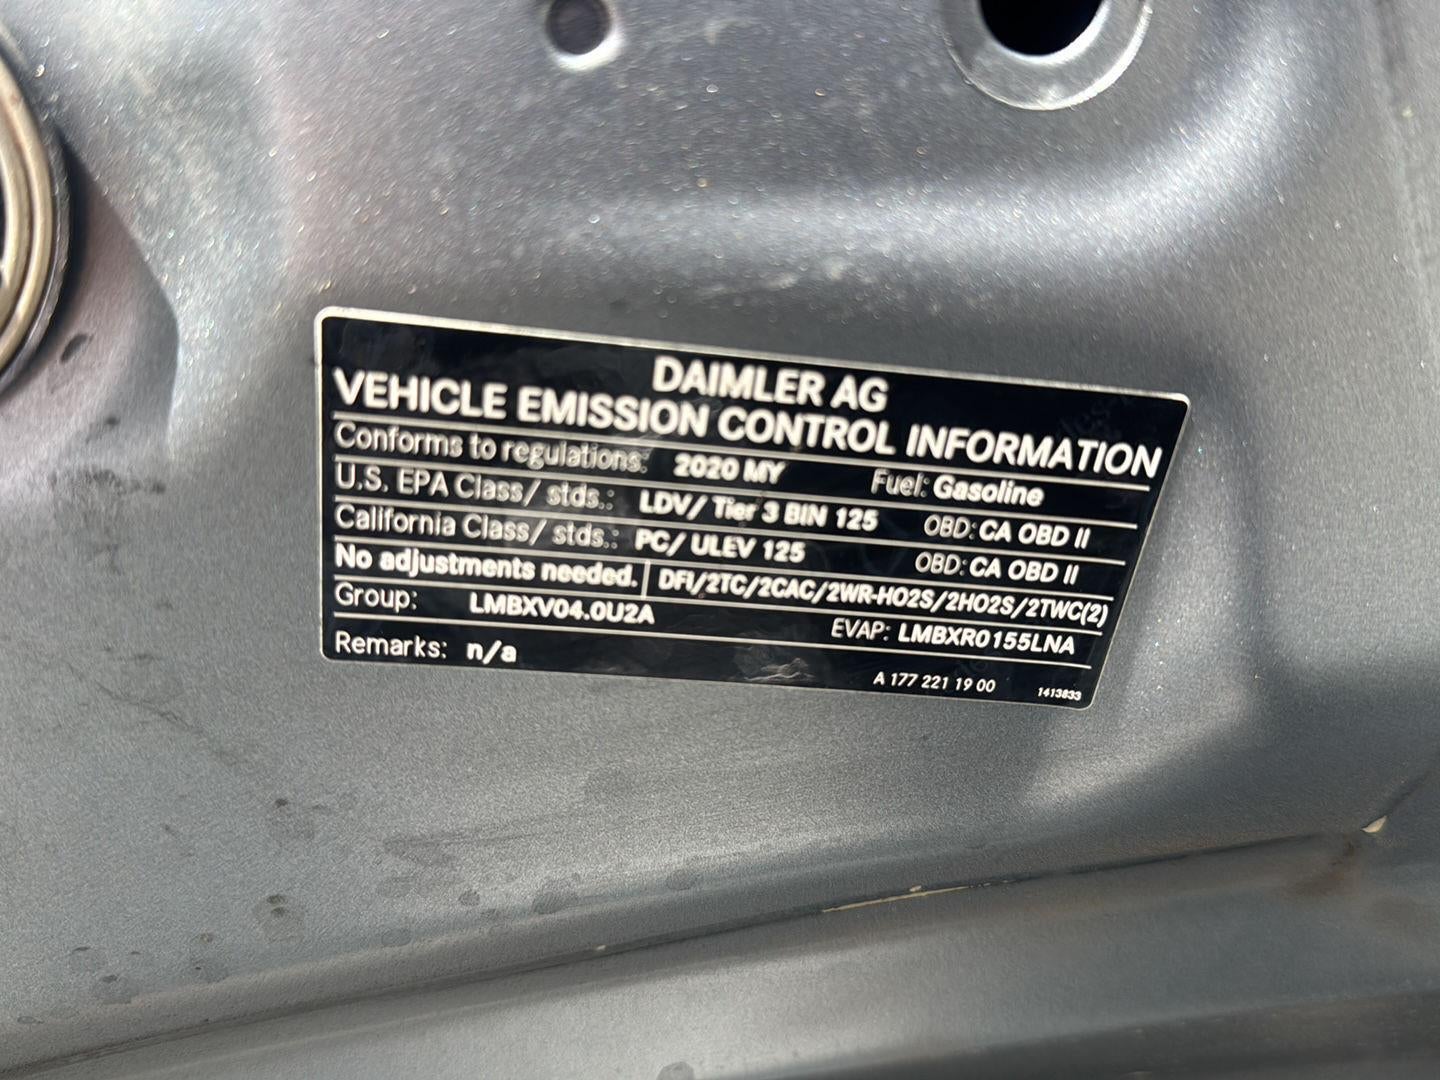 DAIMLER AG
VEHICLE EMISSION CONTROL INFORMATION
Conforms to regulations: 2020 MY Fuel: Gasoline
U.S. EPA Class/ stds.: LDV/ Tier 3 BIN 125 OBD: CA OBD II
California Class/ stds.: PC/ ULEV 125 OBD: CA OBD II
No adjustments needed. DFI/2TC/2CAC/2WR-HO2S/2HO2S/2TWC(2)
Group: LMBXV04.0U2A EVAP: LMBXR0155LNA
Remarks: n/a
A 177 221 19 00 1413833